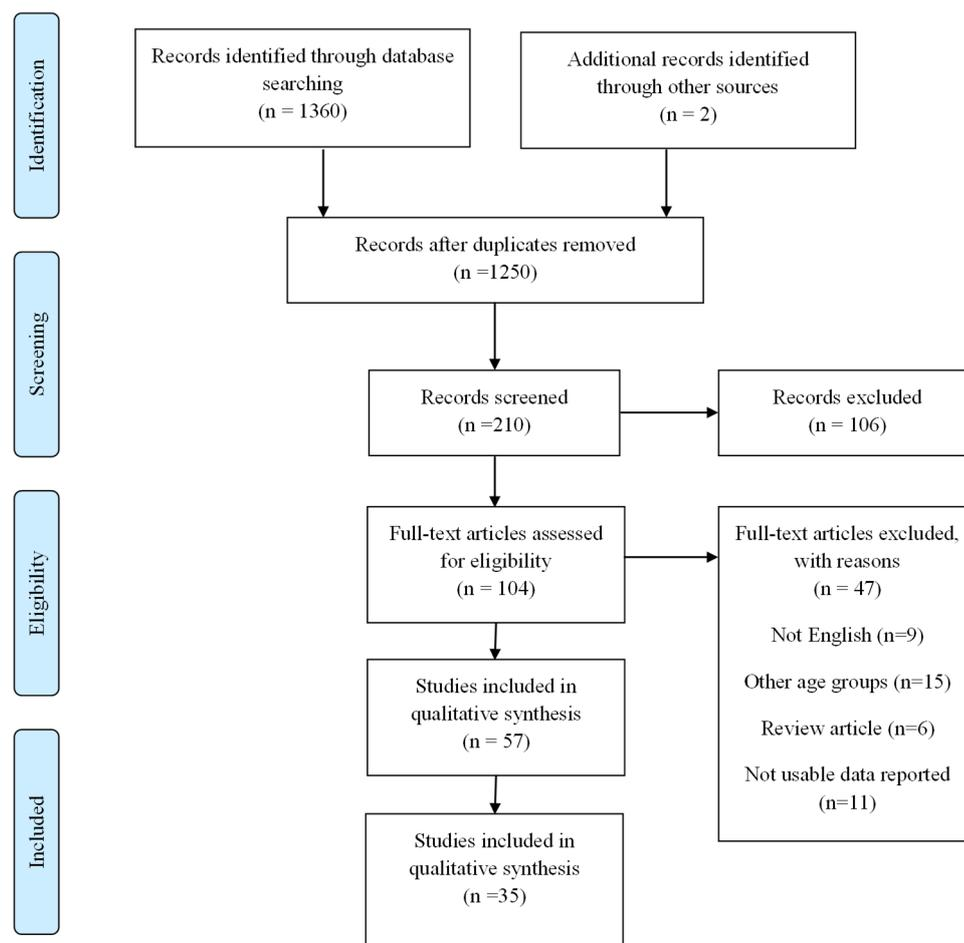 Identification
Records identified through database
searching
(n = 1360)
Additional records identified
through other sources
(n = 2)
Records after duplicates removed
(n =1250)
Screening
Records screened
(n =210)
Records excluded
(n = 106)
Eligibility
Full-text articles assessed
for eligibility
(n = 104)
Full-text articles excluded,
with reasons
(n = 47)
Not English (n=9)
Other age groups (n=15)
Review article (n=6)
Not usable data reported
(n=11)
Studies included in
qualitative synthesis
(n = 57)
Included
Studies included in
qualitative synthesis
(n =35)